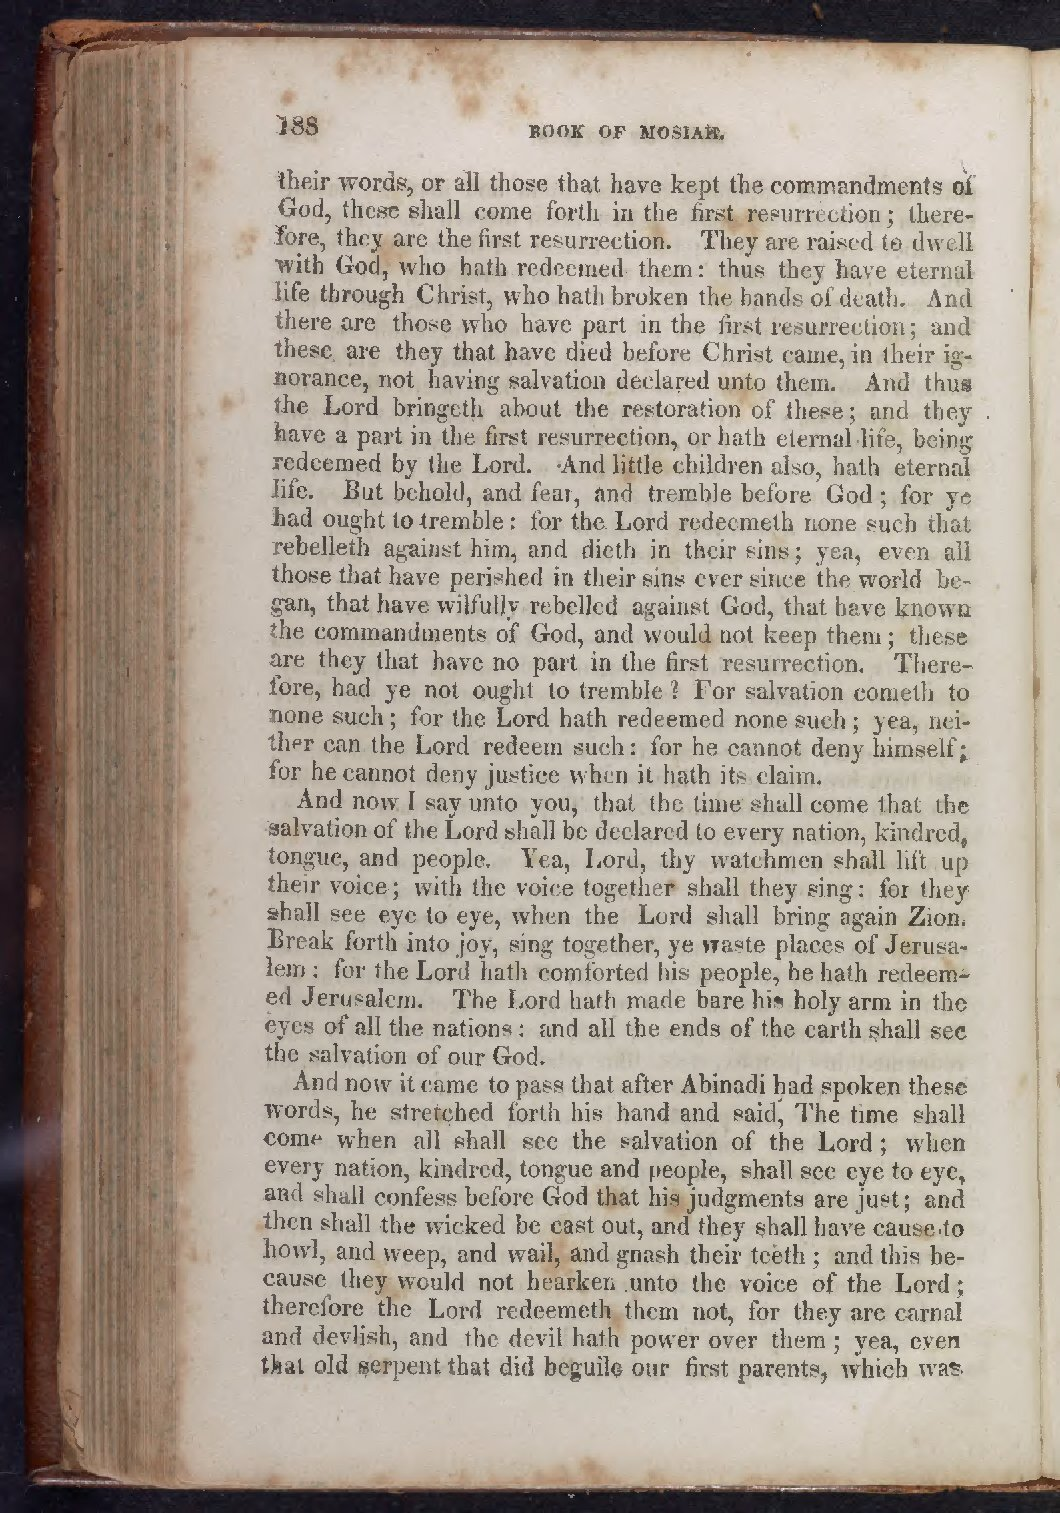 188 BOOK OF MOSIAH.
their words, or all those that have kept the commandments of
God, these shall come forth in the first resurrection; there-
fore, they are the first resurrection. They are raised to dwell
with God, who hath redeemed them: thus they have eternal
life through Christ, who hath broken the bands of death. And
there are those who have part in the first resurrection; and
these are they that have died before Christ came, in their ig-
norance, not having salvation declared unto them. And thus
the Lord bringeth about the restoration of these; and they
have a part in the first resurrection, or hath eternal life, being
redeemed by the Lord. And little children also, hath eternal
life. But behold, and fear, and tremble before God; for ye
had ought to tremble: for the Lord redeemeth none such that
rebelleth against him, and dieth in their sins; yea, even all
those that have perished in their sins ever since the world be-
gan, that have wilfully rebelled against God, that have known
the commandments of God, and would not keep them; these
are they that have no part in the first resurrection. There-
fore, had ye not ought to tremble? For salvation cometh to
none such; for the Lord hath redeemed none such; yea, nei-
ther can the Lord redeem such: for he cannot deny himself;
for he cannot deny justice when it hath its claim.
And now I say unto you, that the time shall come that the
salvation of the Lord shall be declared to every nation, kindred,
tongue, and people. Yea, Lord, thy watchmen shall lift up
their voice; with the voice together shall they sing: for they
shall see eye to eye, when the Lord shall bring again Zion.
Break forth into joy, sing together, ye waste places of Jerusa-
lem: for the Lord hath comforted his people, he hath redeem-
ed Jerusalem. The Lord hath made bare his holy arm in the
eyes of all the nations: and all the ends of the earth shall see
the salvation of our God.
And now it came to pass that after Abinadi had spoken these
words, he stretched forth his hand and said, The time shall
come when all shall see the salvation of the Lord; when
every nation, kindred, tongue and people, shall see eye to eye,
and shall confess before God that his judgments are just; and
then shall the wicked be cast out, and they shall have cause to
howl, and weep, and wail, and gnash their teeth; and this be-
cause they would not hearken unto the voice of the Lord;
therefore the Lord redeemeth them not, for they are carnal
and devlish, and the devil hath power over them; yea, even
that old serpent that did beguile our first parents, which was